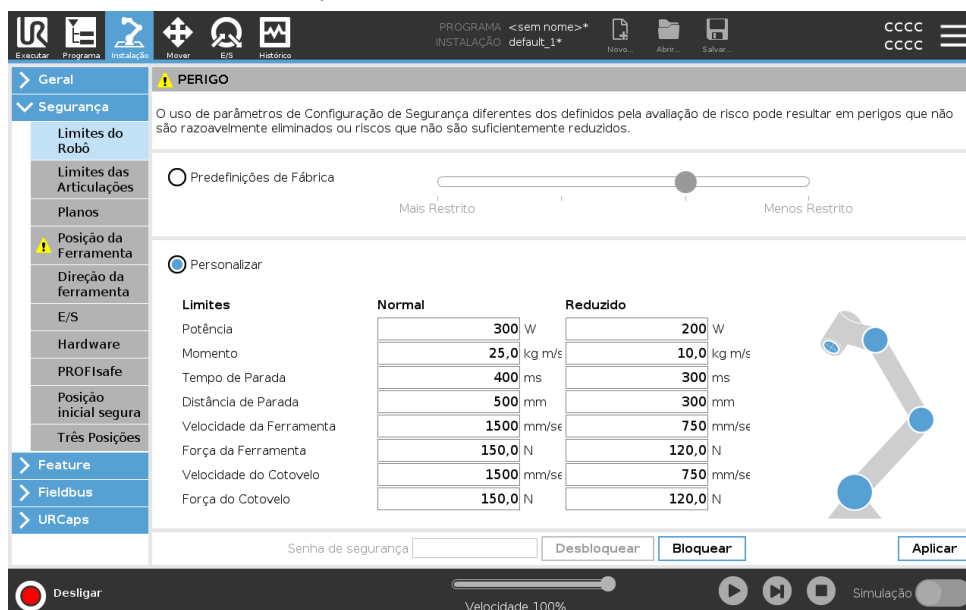 PROGRAMA <sem nome>*
INSTALAÇÃO default_1*
Executar Programa Instalação Mover E/S Histórico Novo... Abrir... Salvar...
CCCC
CCCC
Geral
Segurança
Limites do
Robô
Limites das
Articulações
Planos
Posição da
Ferramenta
Direção da
ferramenta
E/S
Hardware
PROFIsafe
Posição
inicial segura
Três Posições
Feature
Fieldbus
URCaps
PERIGO
O uso de parâmetros de Configuração de Segurança diferentes dos definidos pela avaliação de risco pode resultar em perigos que não
são razoavelmente eliminados ou riscos que não são suficientemente reduzidos.
Predefinições de Fábrica
Mais Restrito Menos Restrito
Personalizar
Limites Normal Reduzido
Potência 300 W 200 W
Momento 25,0 kg m/s 10,0 kg m/s
Tempo de Parada 400 ms 300 ms
Distância de Parada 500 mm 300 mm
Velocidade da Ferramenta 1500 mm/se 750 mm/se
Força da Ferramenta 150,0 N 120,0 N
Velocidade do Cotovelo 1500 mm/se 750 mm/se
Força do Cotovelo 150,0 N 120,0 N
Senha de segurança Desbloquear Bloquear Aplicar
Desligar Velocidade 100% Simulação